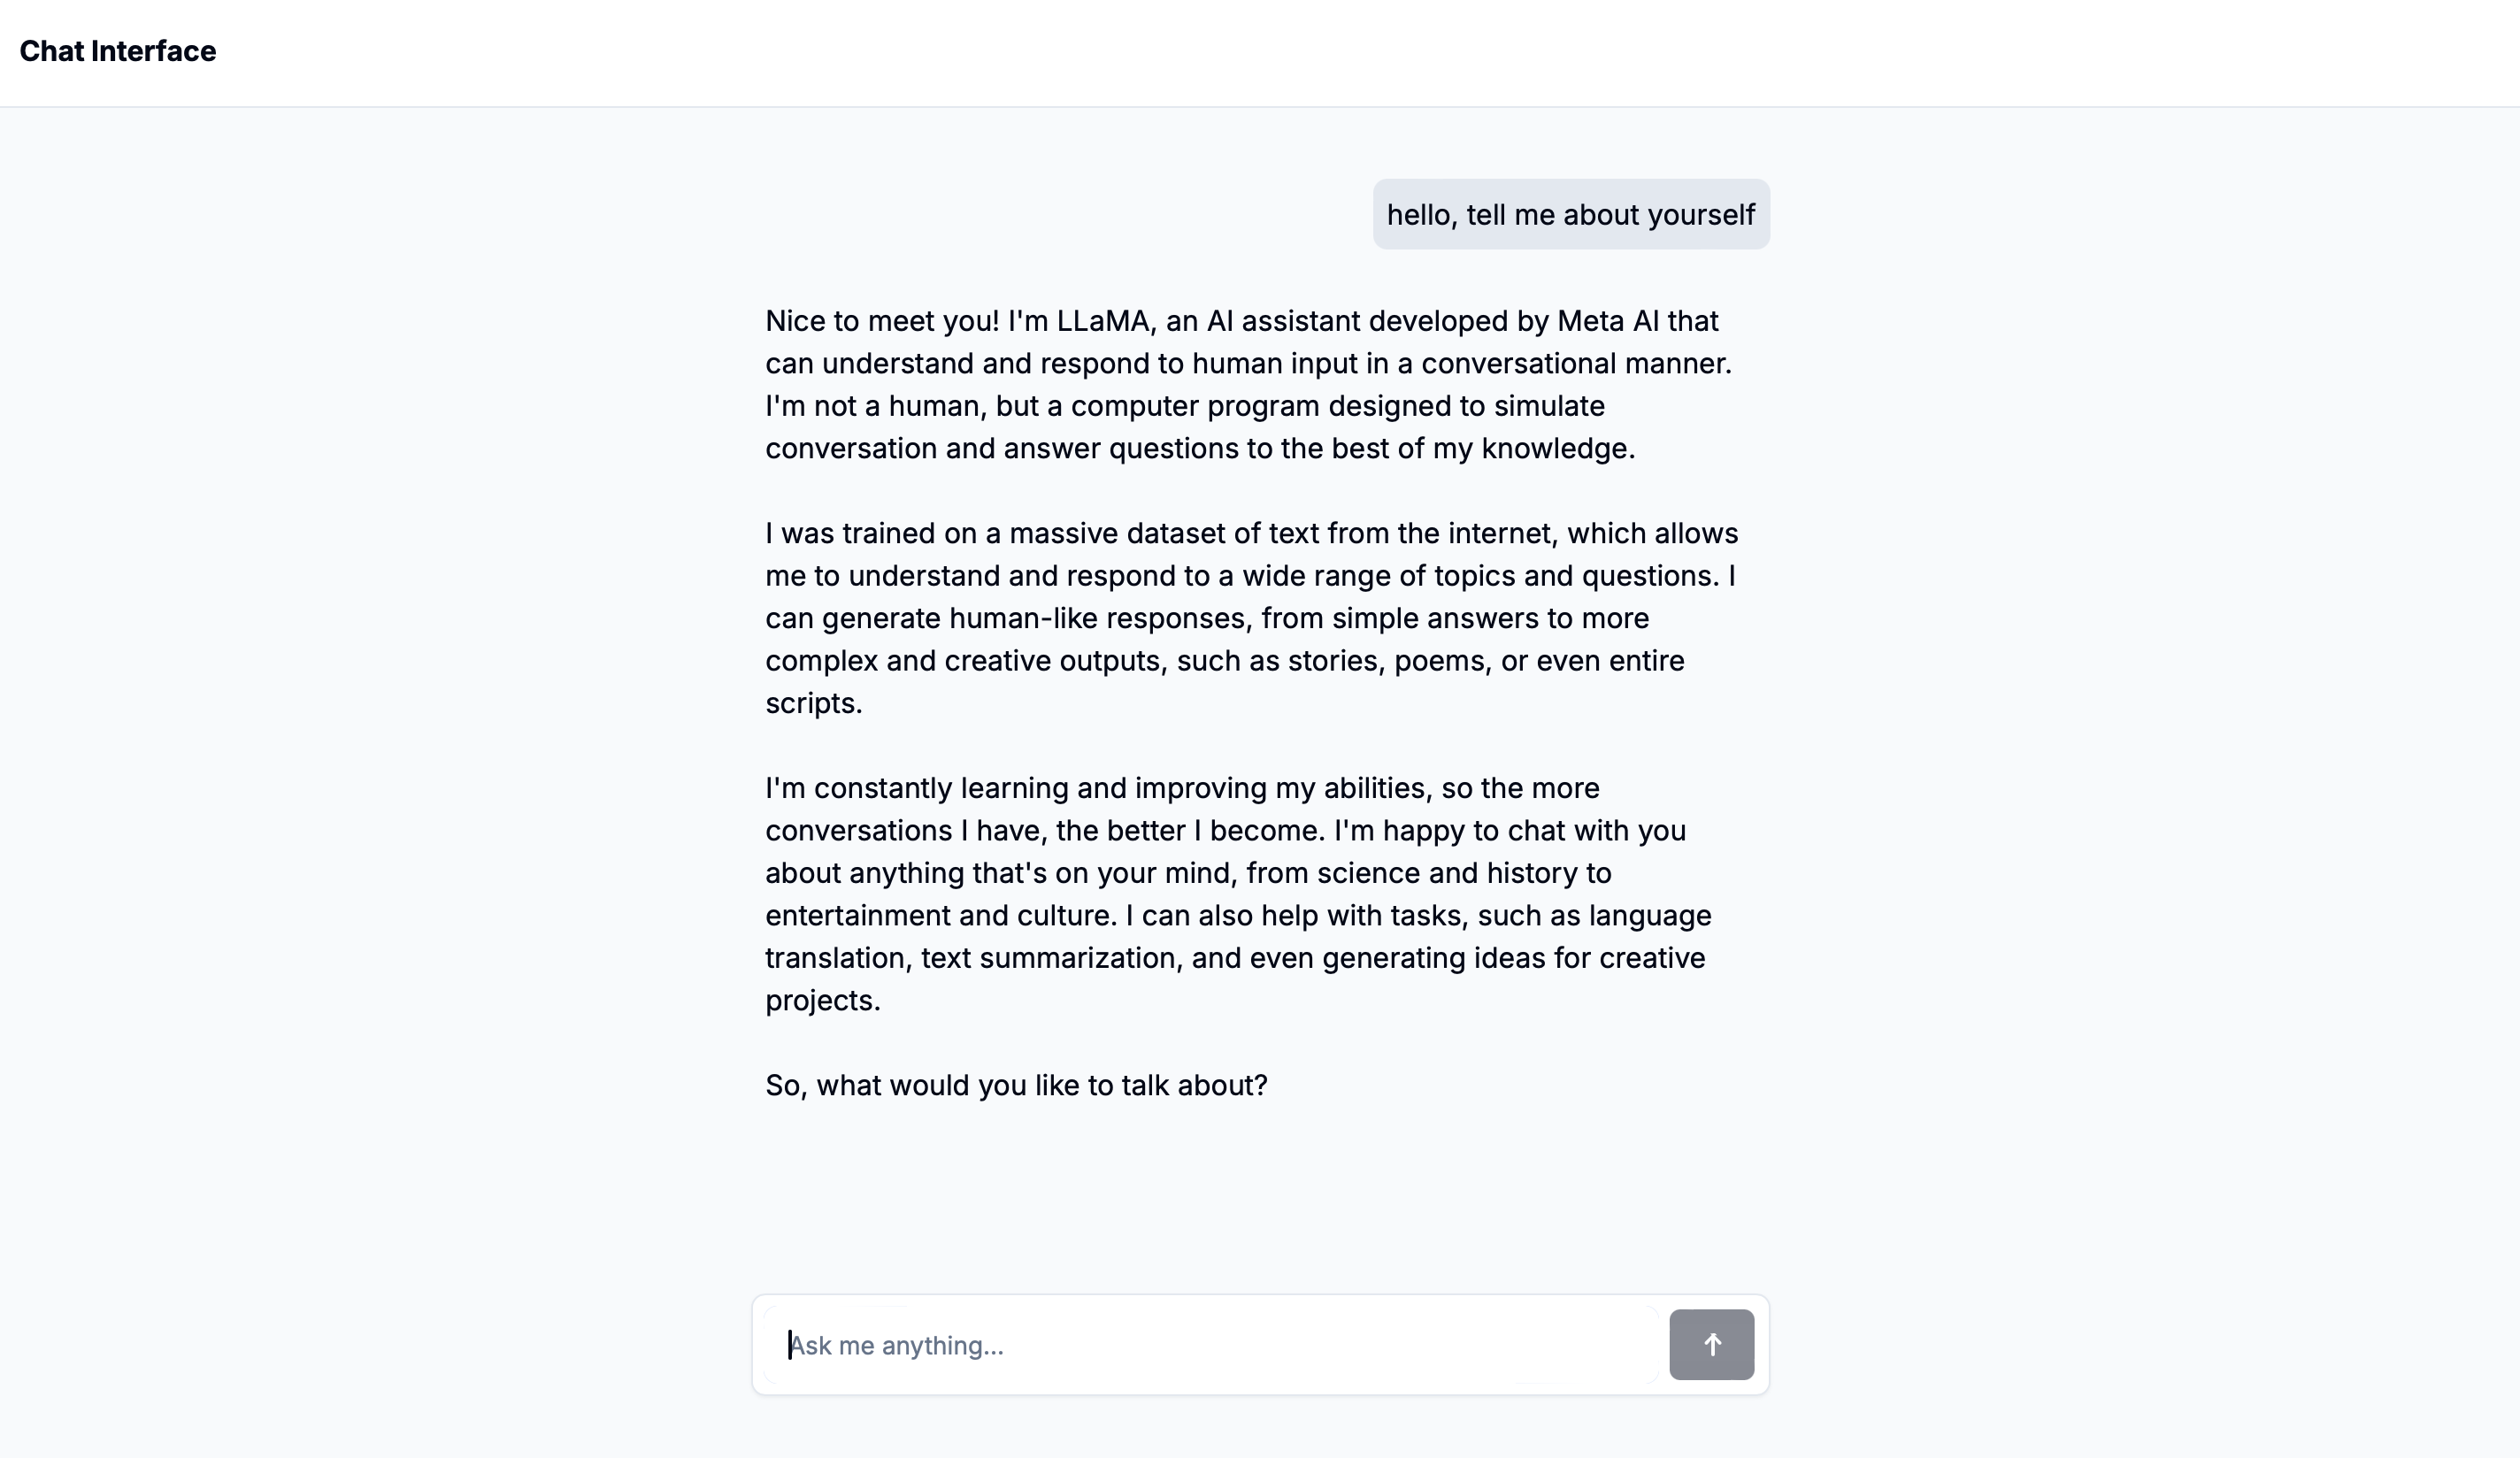 Chat Interface
hello, tell me about yourself
Nice to meet you! I'm LLaMA, an AI assistant developed by Meta AI that
can understand and respond to human input in a conversational manner.
I'm not a human, but a computer program designed to simulate
conversation and answer questions to the best of my knowledge.
I was trained on a massive dataset of text from the internet, which allows
me to understand and respond to a wide range of topics and questions. I
can generate human-like responses, from simple answers to more
complex and creative outputs, such as stories, poems, or even entire
scripts.
I'm constantly learning and improving my abilities, so the more
conversations I have, the better I become. I'm happy to chat with you
about anything that's on your mind, from science and history to
entertainment and culture. I can also help with tasks, such as language
translation, text summarization, and even generating ideas for creative
projects.
So, what would you like to talk about?
Ask me anything...